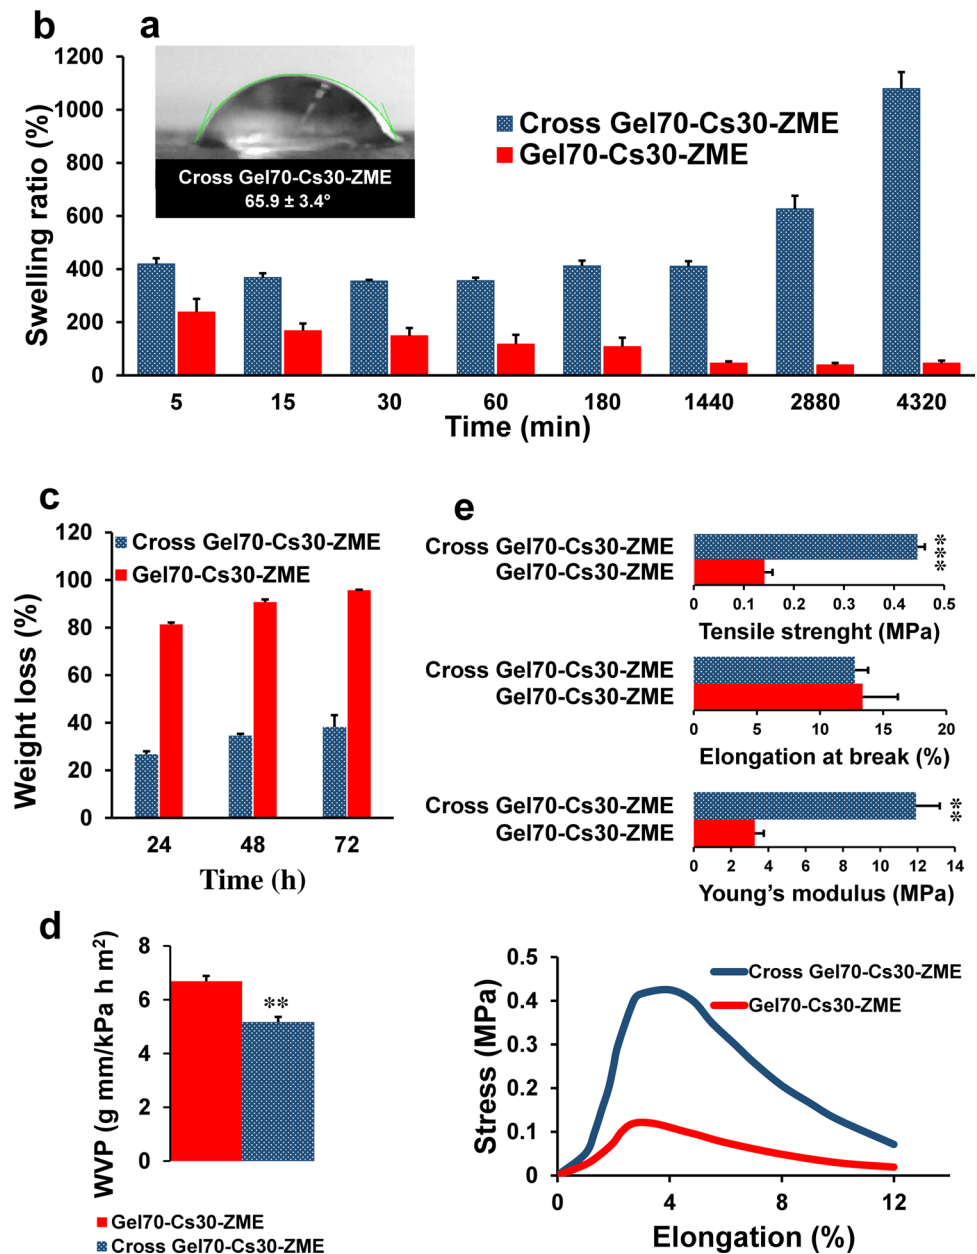 b
a
1200
1000
800
600
400
200
0
Swelling ratio (%)
Cross Gel70-Cs30-ZME
65.9 ± 3.4°
Cross Gel70-Cs30-ZME
Gel70-Cs30-ZME
5 15 30 60 180 1440 2880 4320
Time (min)
c
120
100
80
60
40
20
0
Weight loss (%)
Cross Gel70-Cs30-ZME
Gel70-Cs30-ZME
24 48 72
Time (h)
e
Cross Gel70-Cs30-ZME
Gel70-Cs30-ZME
***
0 0.1 0.2 0.3 0.4 0.5
Tensile strenght (MPa)
Cross Gel70-Cs30-ZME
Gel70-Cs30-ZME
0 5 10 15 20
Elongation at break (%)
Cross Gel70-Cs30-ZME
Gel70-Cs30-ZME
**
0 2 4 6 8 10 12 14
Young's modulus (MPa)
d
8
6
4
2
0
WVP (g mm/kPa h m²)
**
Gel70-Cs30-ZME
Cross Gel70-Cs30-ZME
0.5
0.4
0.3
0.2
0.1
0
Stress (MPa)
Cross Gel70-Cs30-ZME
Gel70-Cs30-ZME
0 4 8 12
Elongation (%)